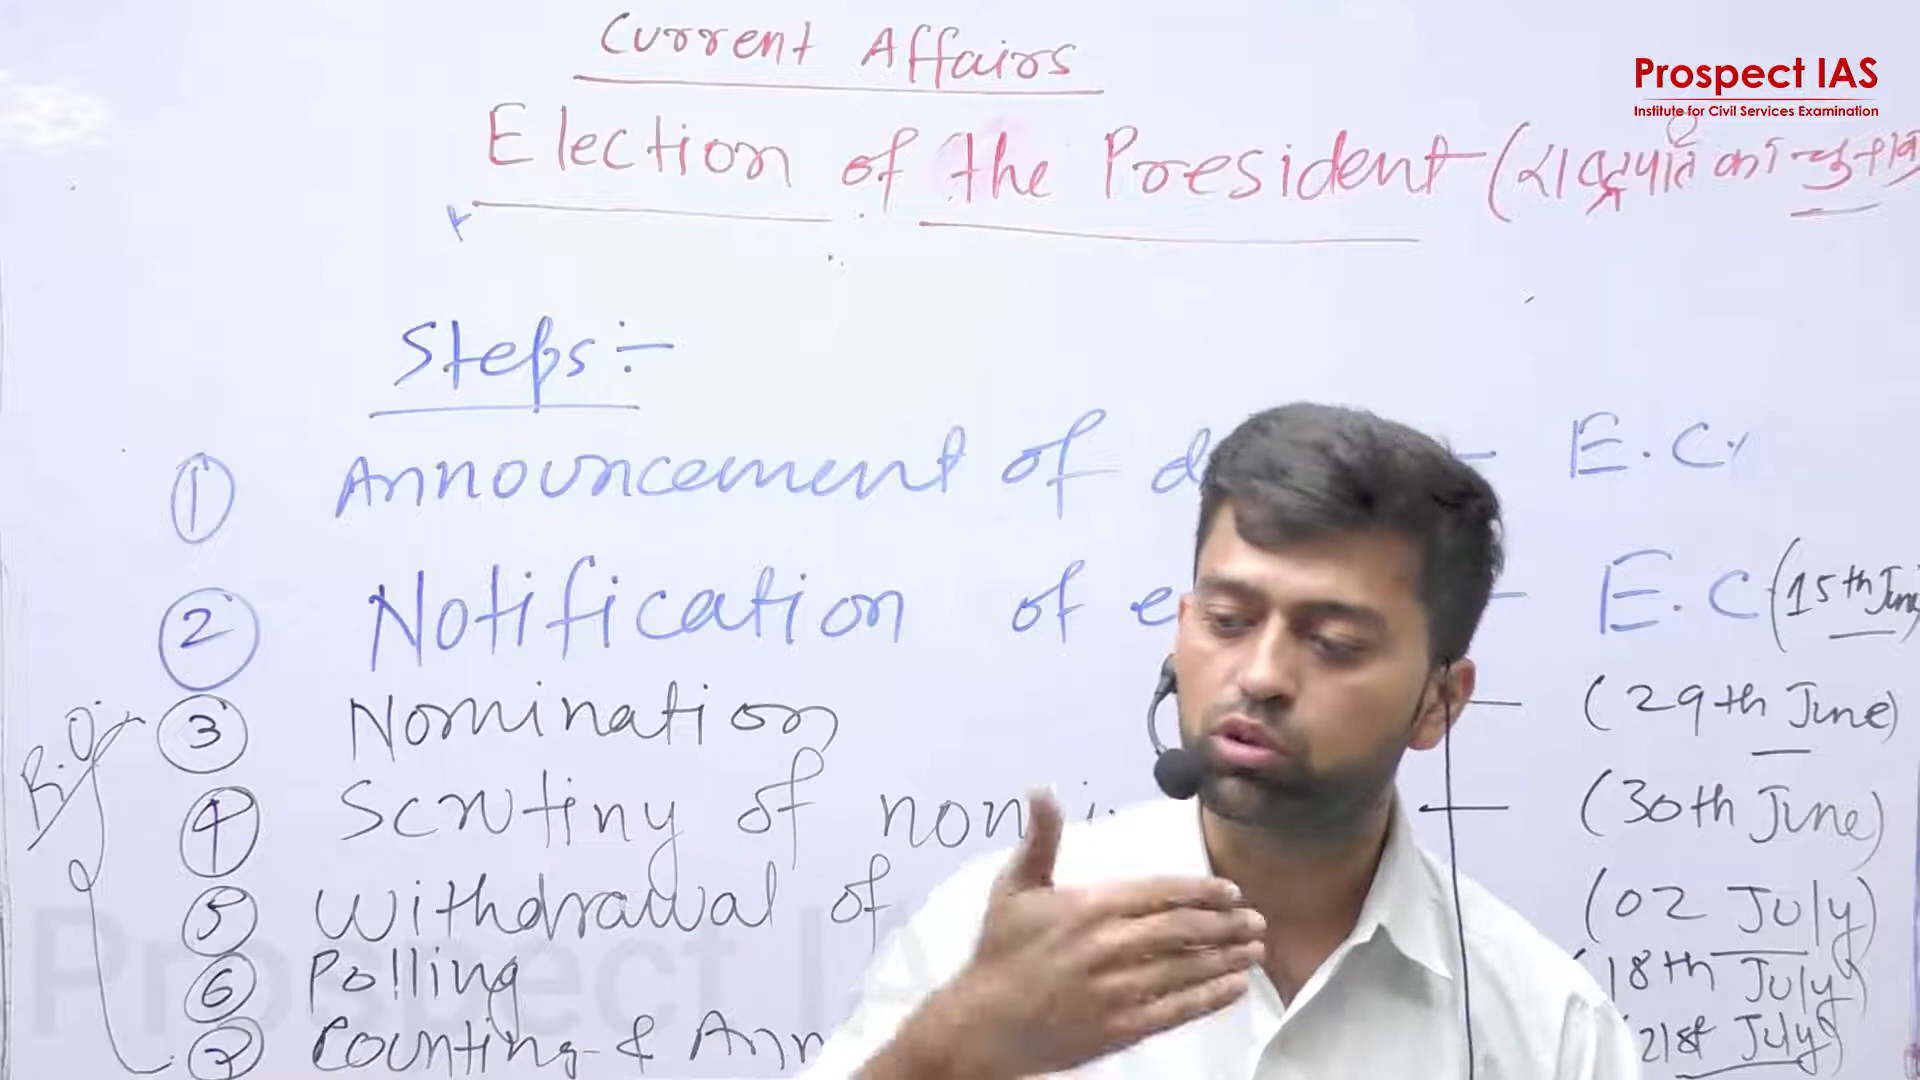 Current Affairs
Prospect IAS
Institute for Civil Services Examination
Election of the President (राष्ट्रपति का चुनाव
Steps :-
1 Announcement of d - E.C.
2 Notification of e - E.C (15th June)
R.O. 3 Nomination - (29th June)
4 Scrutiny of nomi - (30th June)
5 Withdrawal of (02 July)
6 Polling 18th July)
7 Counting & Ann 21st July)
Prospect I